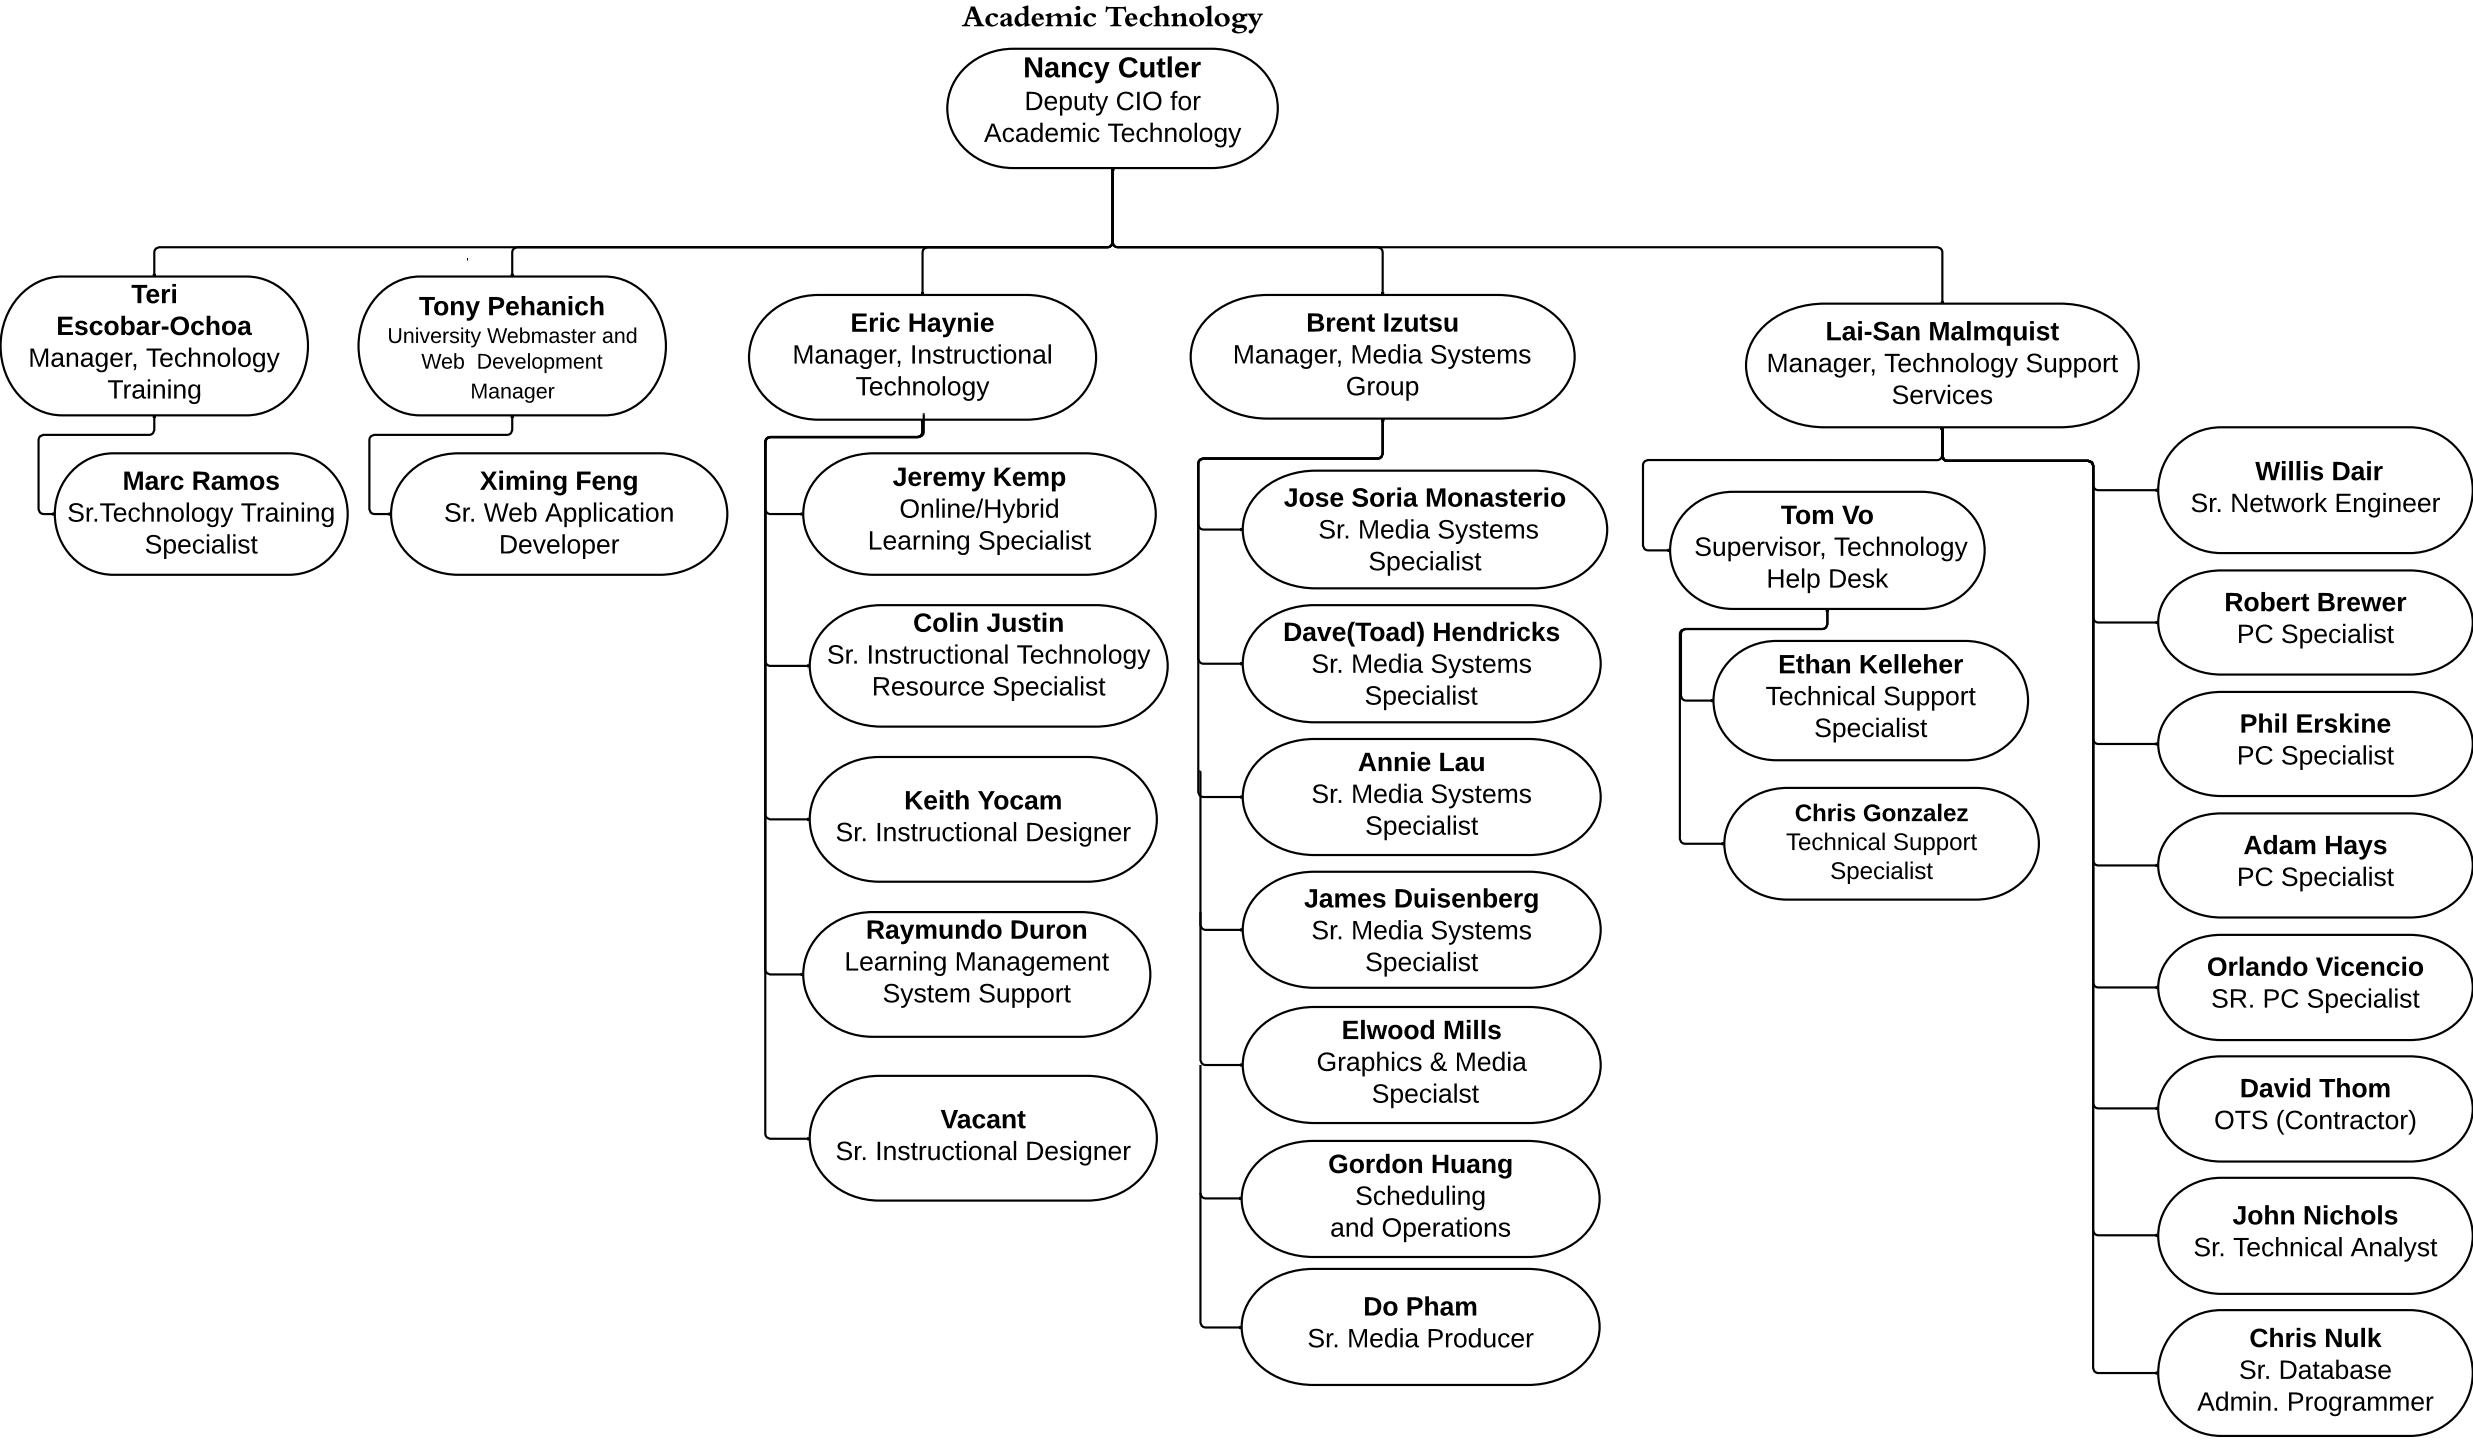 Academic Technology
Nancy Cutler
Deputy CIO for
Academic Technology
Teri
Escobar-Ochoa
Manager, Technology
Training
Marc Ramos
Sr.Technology Training
Specialist
Tony Pehanich
University Webmaster and
Web Development
Manager
Ximing Feng
Sr. Web Application
Developer
Eric Haynie
Manager, Instructional
Technology
Jeremy Kemp
Online/Hybrid
Learning Specialist
Colin Justin
Sr. Instructional Technology
Resource Specialist
Keith Yocam
Sr. Instructional Designer
Raymundo Duron
Learning Management
System Support
Vacant
Sr. Instructional Designer
Brent Izutsu
Manager, Media Systems
Group
Jose Soria Monasterio
Sr. Media Systems
Specialist
Dave(Toad) Hendricks
Sr. Media Systems
Specialist
Annie Lau
Sr. Media Systems
Specialist
James Duisenberg
Sr. Media Systems
Specialist
Elwood Mills
Graphics & Media
Specialst
Gordon Huang
Scheduling
and Operations
Do Pham
Sr. Media Producer
Lai-San Malmquist
Manager, Technology Support
Services
Tom Vo
Supervisor, Technology
Help Desk
Ethan Kelleher
Technical Support
Specialist
Chris Gonzalez
Technical Support
Specialist
Willis Dair
Sr. Network Engineer
Robert Brewer
PC Specialist
Phil Erskine
PC Specialist
Adam Hays
PC Specialist
Orlando Vicencio
SR. PC Specialist
David Thom
OTS (Contractor)
John Nichols
Sr. Technical Analyst
Chris Nulk
Sr. Database
Admin. Programmer